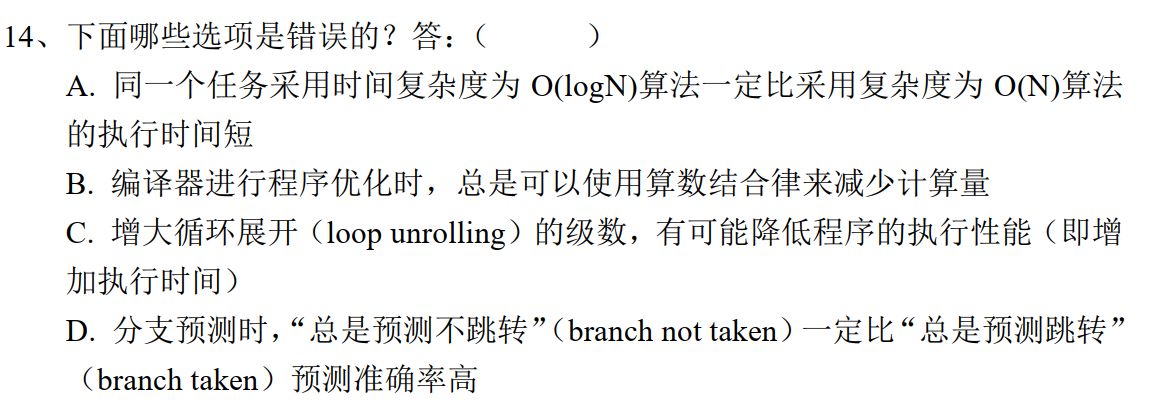 14、下面哪些选项是错误的？答：（ ）
A. 同一个任务采用时间复杂度为 O(logN)算法一定比采用复杂度为 O(N)算法
的执行时间短
B. 编译器进行程序优化时，总是可以使用算数结合律来减少计算量
C. 增大循环展开（loop unrolling）的级数，有可能降低程序的执行性能（即增
加执行时间）
D. 分支预测时，“总是预测不跳转”（branch not taken）一定比“总是预测跳转”
（branch taken）预测准确率高